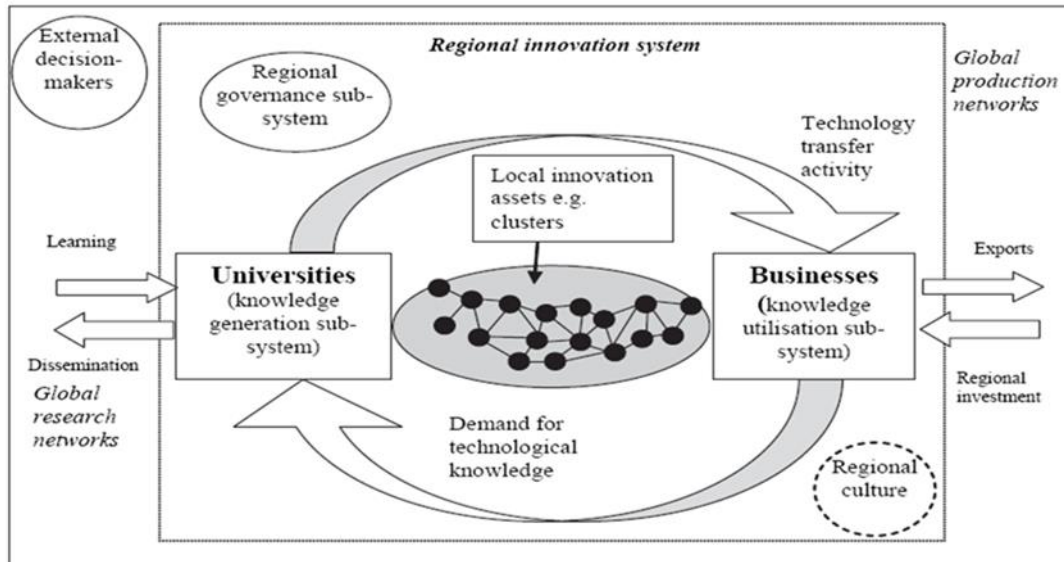 External
decision-
makers
Regional innovation system
Regional
governance sub-
system
Global
production
networks
Technology
transfer
activity
Local innovation
assets e.g.
clusters
Learning
Universities
(knowledge
generation sub-
system)
Businesses
(knowledge
utilisation sub-
system)
Exports
Dissemination
Global
research
networks
Regional
investment
Demand for
technological
knowledge
Regional
culture